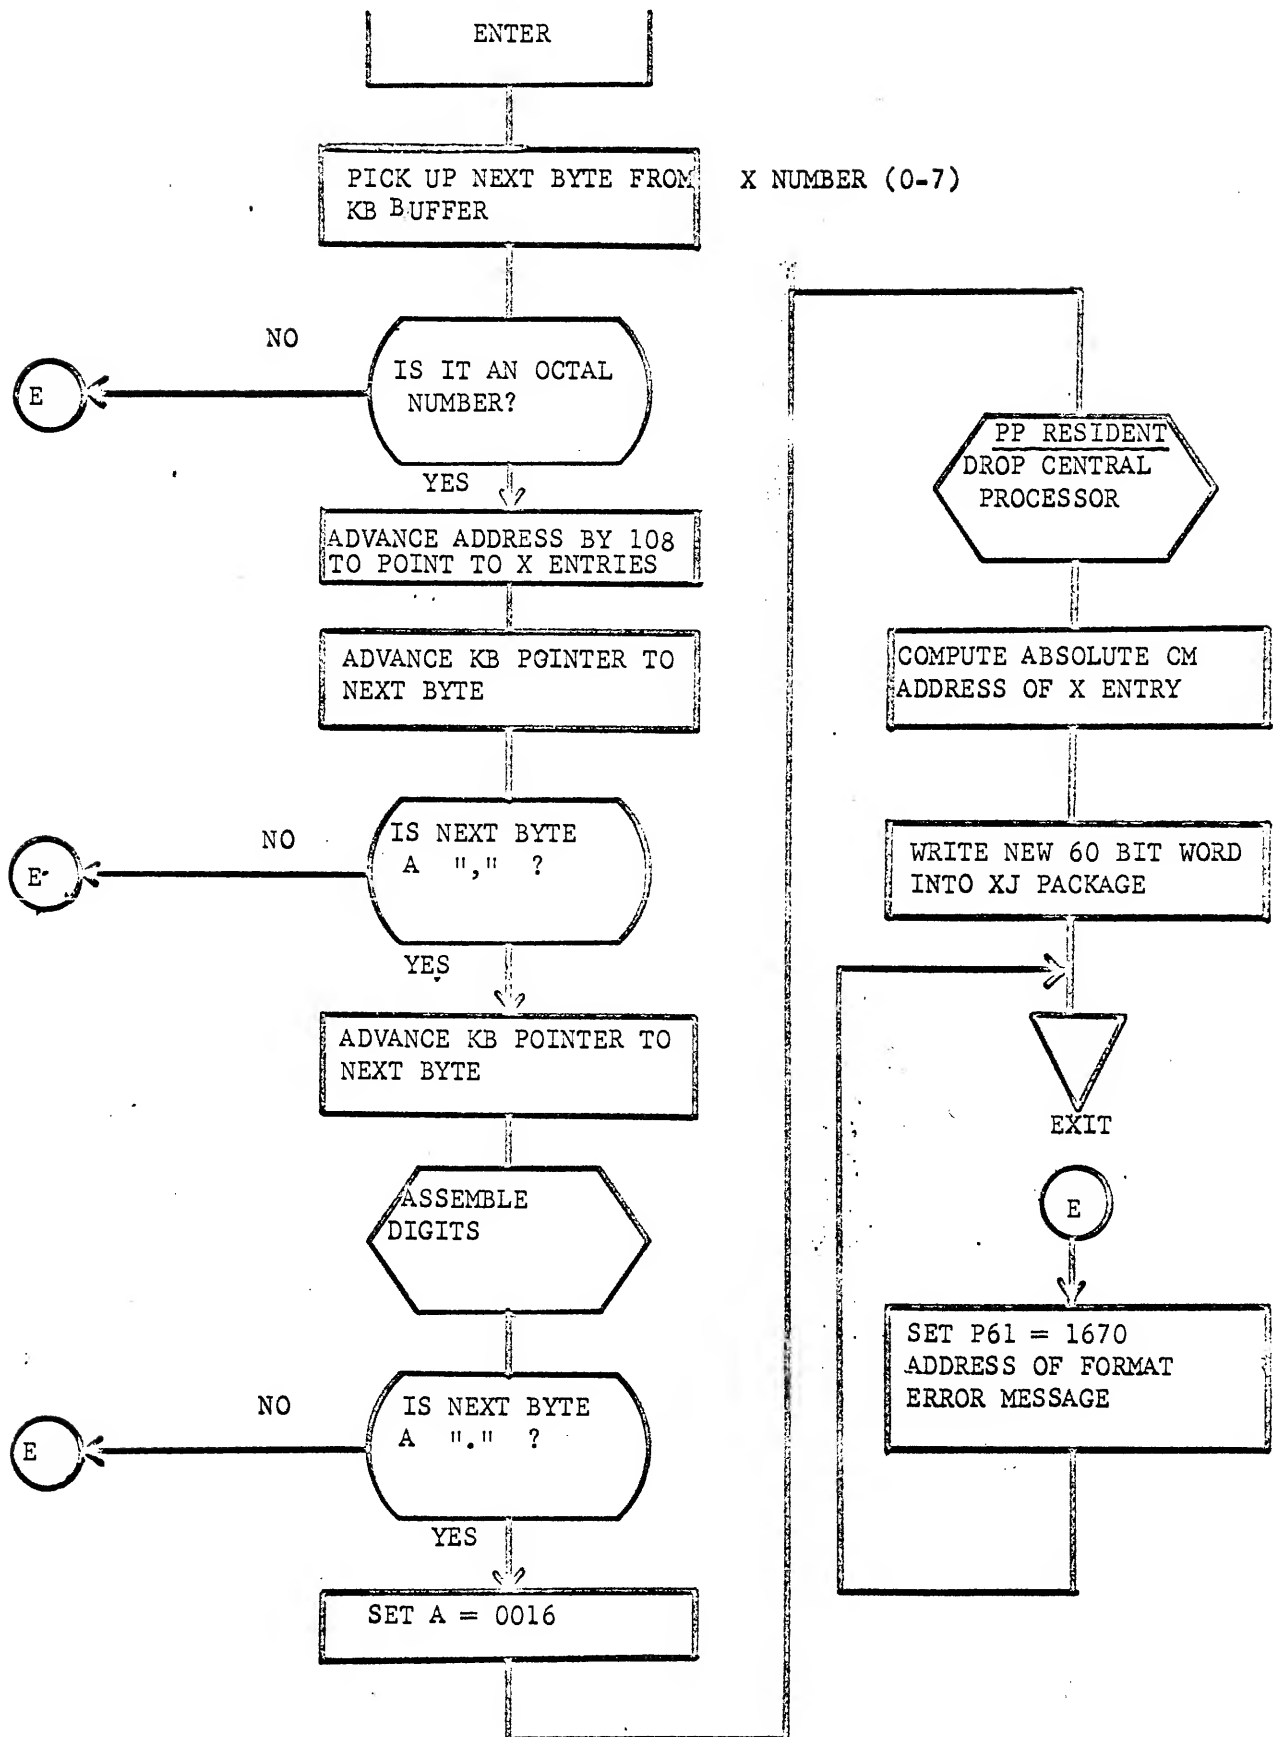 ENTER
PICK UP NEXT BYTE FROM
KB BUFFER
X NUMBER (0-7)
NO
IS IT AN OCTAL
NUMBER?
E
YES
ADVANCE ADDRESS BY 108
TO POINT TO X ENTRIES
ADVANCE KB POINTER TO
NEXT BYTE
NO
IS NEXT BYTE
A "," ?
E
YES
ADVANCE KB POINTER TO
NEXT BYTE
ASSEMBLE
DIGITS
NO
IS NEXT BYTE
A "." ?
E
YES
SET A = 0016
PP RESIDENT
DROP CENTRAL
PROCESSOR
COMPUTE ABSOLUTE CM
ADDRESS OF X ENTRY
WRITE NEW 60 BIT WORD
INTO XJ PACKAGE
EXIT
E
SET P61 = 1670
ADDRESS OF FORMAT
ERROR MESSAGE